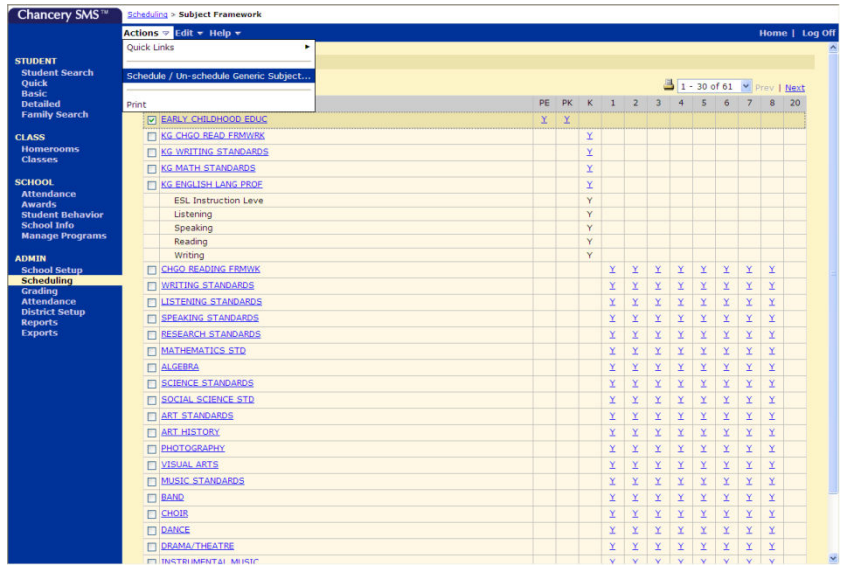 Chancery SMS™
Scheduling > Subject Framework
Actions Edit Help Home | Log Off
Quick Links
Schedule / Un-schedule Generic Subject...
Print
STUDENT
Student Search
Quick
Basic
Detailed
Family Search
CLASS
Homerooms
Classes
SCHOOL
Attendance
Awards
Student Behavior
School Info
Manage Programs
ADMIN
School Setup
Scheduling
Grading
Attendance
District Setup
Reports
Exports
1 - 30 of 61 Prev | Next
PE PK K 1 2 3 4 5 6 7 8 20
EARLY CHILDHOOD EDUC Y Y
KG CHGO READ FRMWRK Y
KG WRITING STANDARDS Y
KG MATH STANDARDS Y
KG ENGLISH LANG PROF Y
ESL Instruction Leve Y
Listening Y
Speaking Y
Reading Y
Writing Y
CHGO READING FRMWK Y Y Y Y Y Y Y Y
WRITING STANDARDS Y Y Y Y Y Y Y Y
LISTENING STANDARDS Y Y Y Y Y Y Y Y
SPEAKING STANDARDS Y Y Y Y Y Y Y Y
RESEARCH STANDARDS Y Y Y Y Y Y Y Y
MATHEMATICS STD Y Y Y Y Y Y Y Y
ALGEBRA Y Y Y Y Y Y Y Y
SCIENCE STANDARDS Y Y Y Y Y Y Y Y
SOCIAL SCIENCE STD Y Y Y Y Y Y Y Y
ART STANDARDS Y Y Y Y Y Y Y Y
ART HISTORY Y Y Y Y Y Y Y Y
PHOTOGRAPHY Y Y Y Y Y Y Y Y
VISUAL ARTS Y Y Y Y Y Y Y Y
MUSIC STANDARDS Y Y Y Y Y Y Y Y
BAND Y Y Y Y Y Y Y Y
CHOIR Y Y Y Y Y Y Y Y
DANCE Y Y Y Y Y Y Y Y
DRAMA/THEATRE Y Y Y Y Y Y Y Y
INSTRUMENTAL MUSIC Y Y Y Y Y Y Y Y